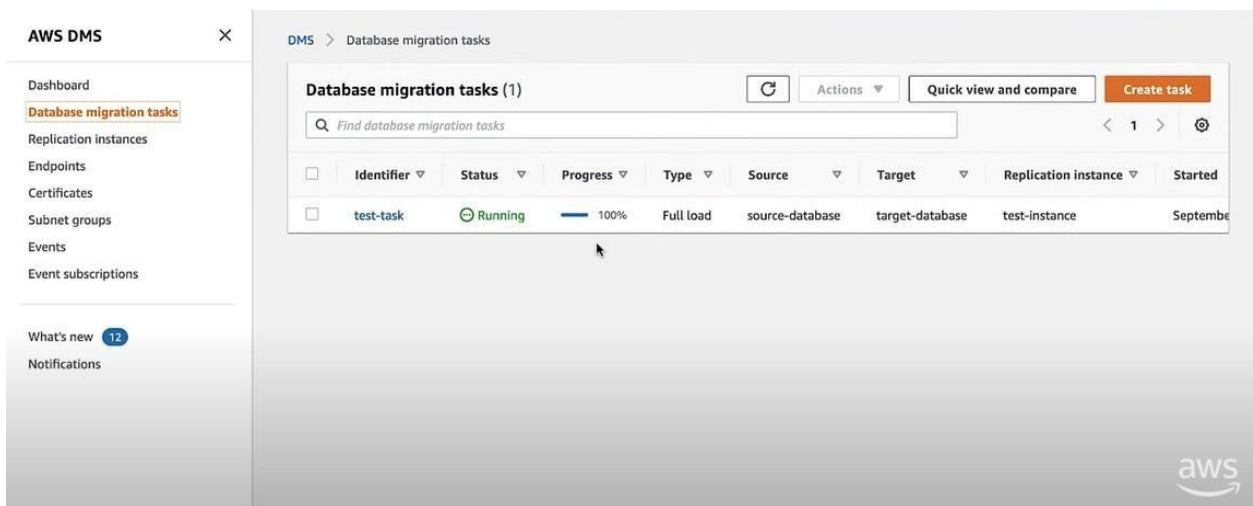 AWS DMS
Dashboard
Database migration tasks
Replication instances
Endpoints
Certificates
Subnet groups
Events
Event subscriptions
What's new 12
Notifications
DMS > Database migration tasks
Database migration tasks (1)
Actions
Quick view and compare
Create task
Find database migration tasks
< 1 >
Identifier Status Progress Type Source Target Replication instance Started
test-task Running 100% Full load source-database target-database test-instance Septembe
aws